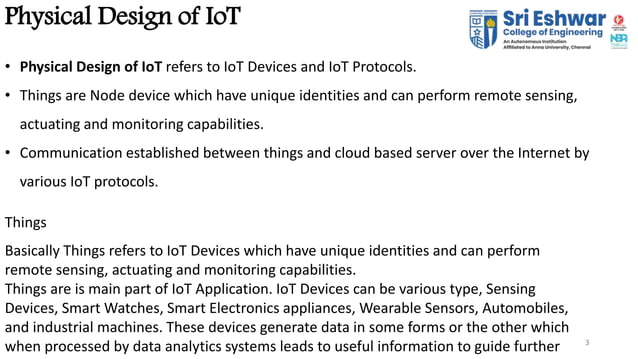 Physical Design of IoT
Sri Eshwar
College of Engineering
An Autonomous Institution
Affiliated to Anna University, Chennai
NBA
• Physical Design of IoT refers to IoT Devices and IoT Protocols.
• Things are Node device which have unique identities and can perform remote sensing,
actuating and monitoring capabilities.
• Communication established between things and cloud based server over the Internet by
various IoT protocols.
Things
Basically Things refers to IoT Devices which have unique identities and can perform
remote sensing, actuating and monitoring capabilities.
Things are is main part of IoT Application. IoT Devices can be various type, Sensing
Devices, Smart Watches, Smart Electronics appliances, Wearable Sensors, Automobiles,
and industrial machines. These devices generate data in some forms or the other which
when processed by data analytics systems leads to useful information to guide further
3